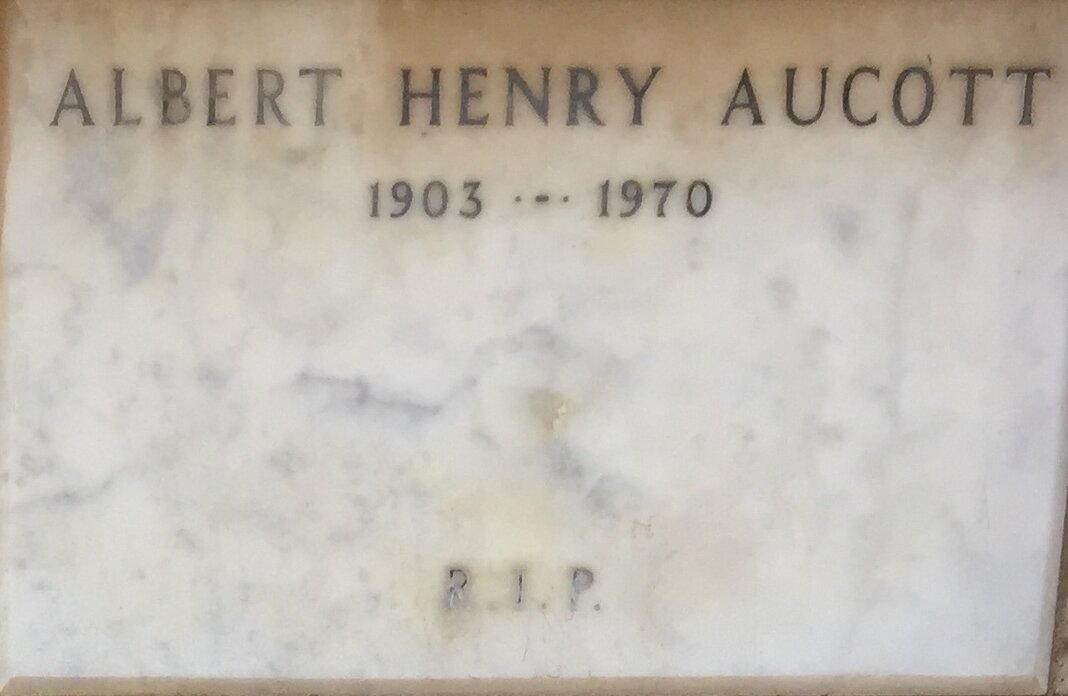 ALBERT HENRY AUCOTT
1903 ·-· 1970
R.I.P.